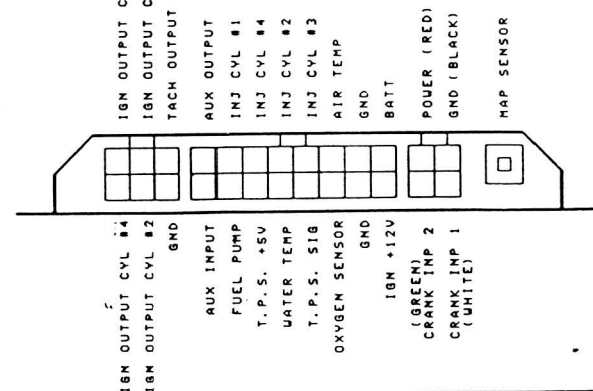 IGN OUTPUT C
IGN OUTPUT C
TACH OUTPUT
AUX OUTPUT
INJ CYL #1
INJ CYL #4
INJ CYL #2
INJ CYL #3
AIR TEMP
GND
BATT
POWER (RED)
GND (BLACK)
MAP SENSOR
IGN OUTPUT CYL #4
IGN OUTPUT CYL #2
GND
AUX INPUT
FUEL PUMP
T.P.S. +5V
WATER TEMP
T.P.S. SIG
OXYGEN SENSOR
GND
IGN +12V
(GREEN)
CRANK INP 2
CRANK INP 1
(WHITE)